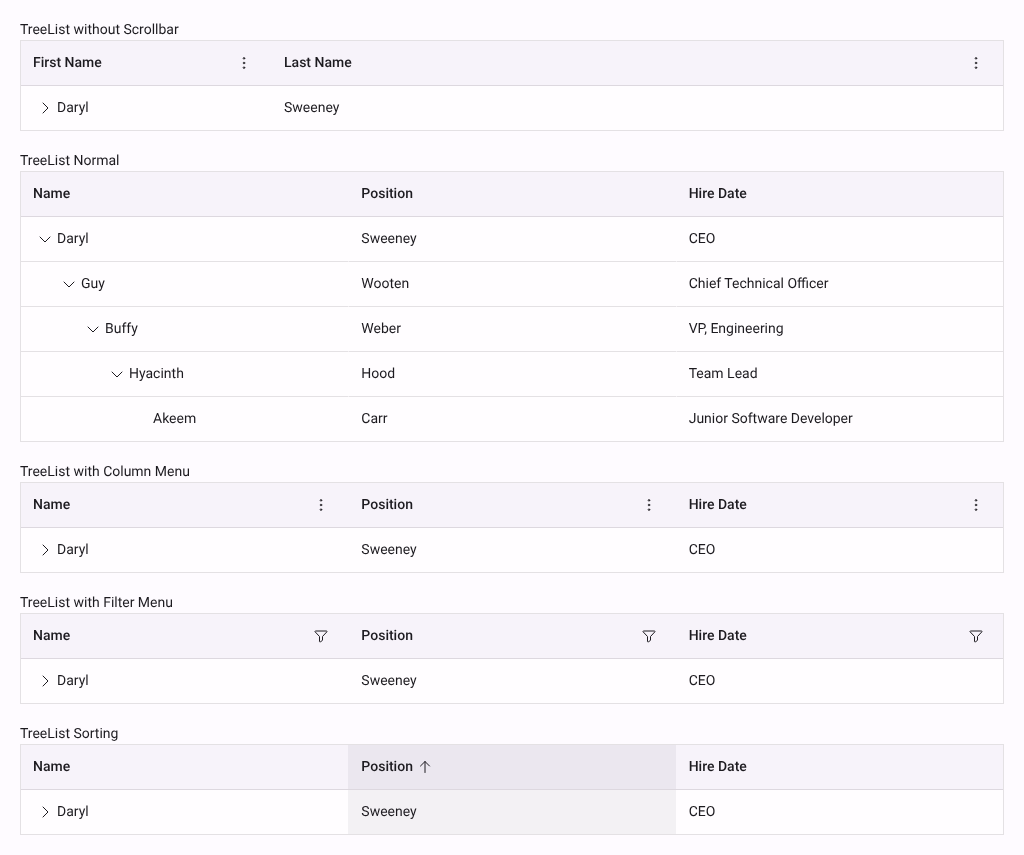 TreeList without Scrollbar
First Name Last Name
Daryl Sweeney
TreeList Normal
Name Position Hire Date
Daryl Sweeney CEO
Guy Wooten Chief Technical Officer
Buffy Weber VP, Engineering
Hyacinth Hood Team Lead
Akeem Carr Junior Software Developer
TreeList with Column Menu
Name Position Hire Date
Daryl Sweeney CEO
TreeList with Filter Menu
Name Position Hire Date
Daryl Sweeney CEO
TreeList Sorting
Name Position Hire Date
Daryl Sweeney CEO